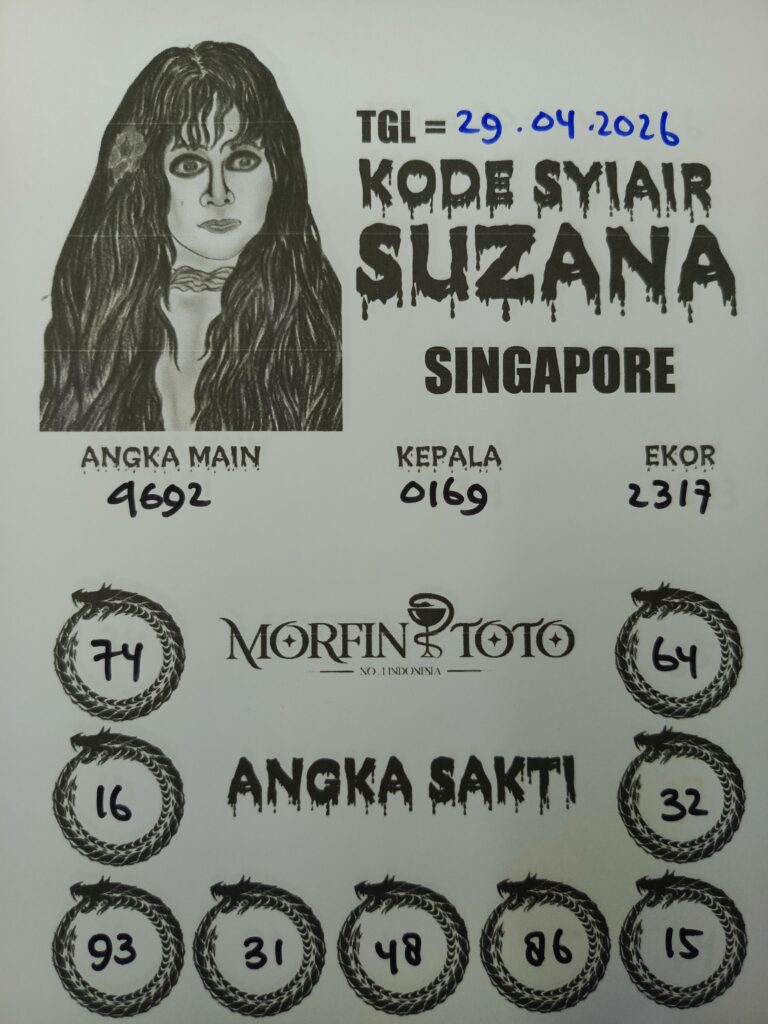 TGL = 29.04.2026
KODE SYIAIR
SUZANA
SINGAPORE
ANGKA MAIN KEPALA EKOR
9692 0169 2317
74 MORFIN TOTO 64
NO.1 INDONESIA
16 ANGKA SAKTI 32
93 31 48 86 15